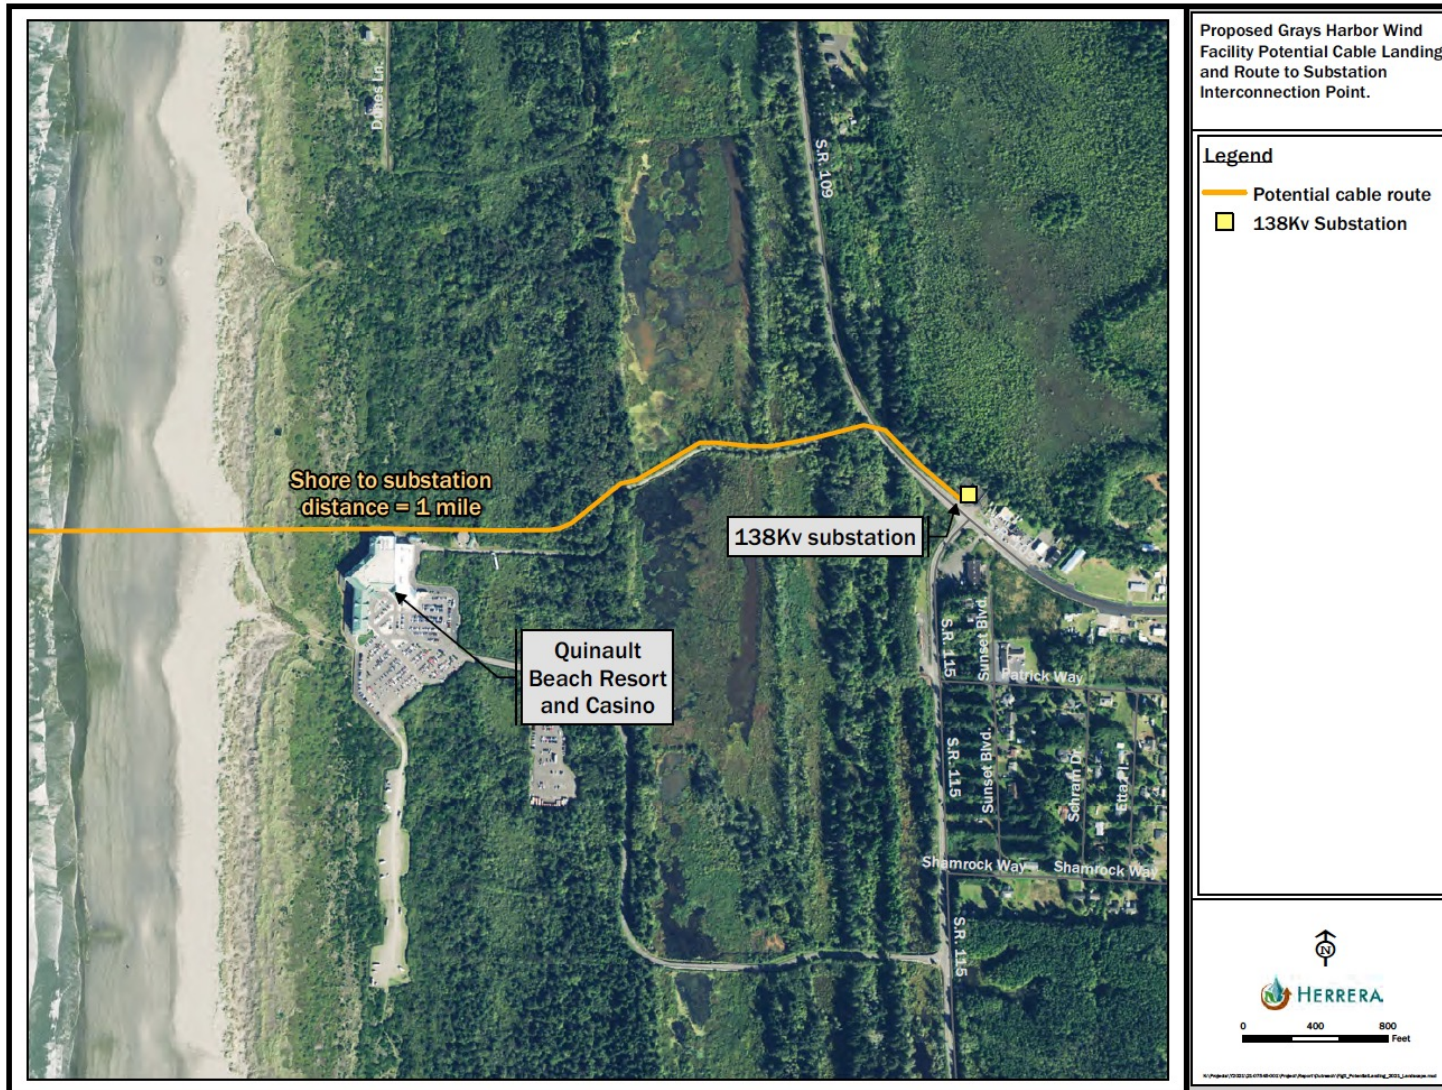 Proposed Grays Harbor Wind
Facility Potential Cable Landing
and Route to Substation
Interconnection Point.
Legend
Potential cable route
138Kv Substation
Dunes Ln.
S.R. 109
Shore to substation
distance = 1 mile
138Kv substation
Quinault
Beach Resort
and Casino
S.R. 115
Sunset Blvd.
Patrick Way
S.R. 115
Sunset Blvd.
Schram Dr.
Etta Pl.
Shamrock Way
Shamrock Way
S.R. 115
N
HERRERA
0 400 800
Feet